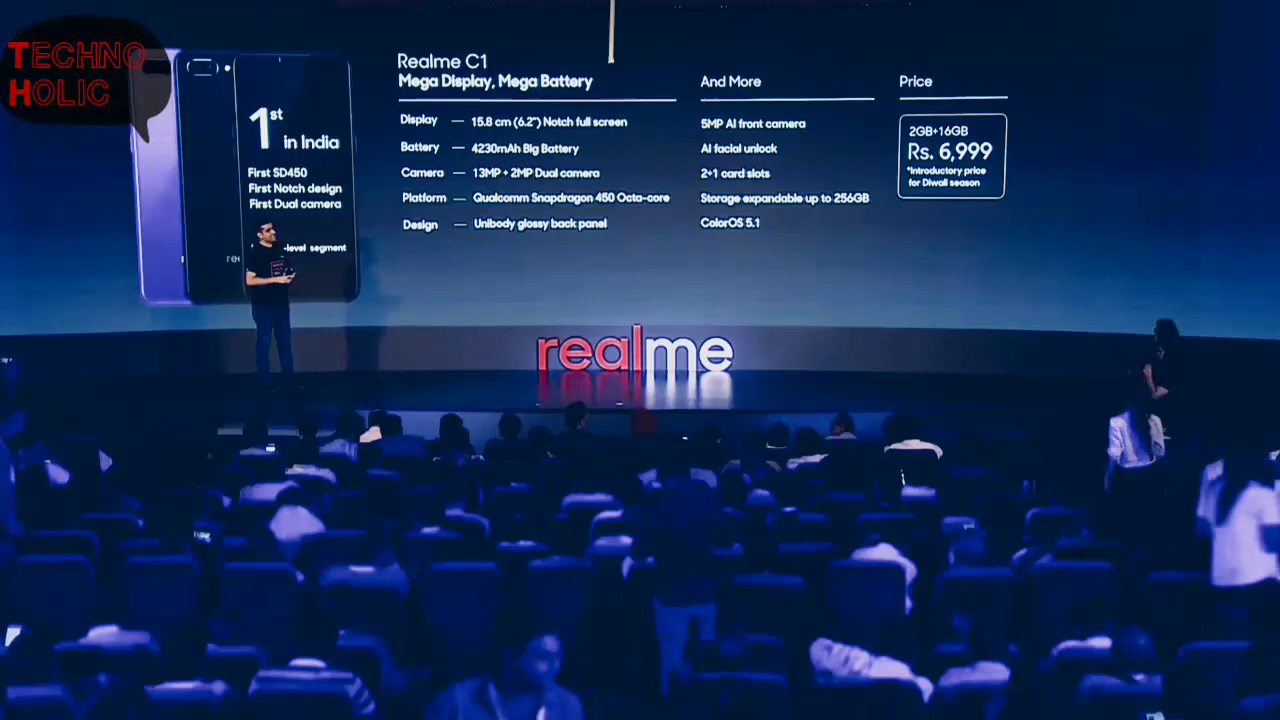 TECHNO
HOLIC
1st
in India
First SD450
First Notch design
First Dual camera
-level segment
Realme C1
Mega Display, Mega Battery
Display — 15.8 cm (6.2") Notch full screen
Battery — 4230mAh Big Battery
Camera — 13MP + 2MP Dual camera
Platform — Qualcomm Snapdragon 450 Octa-core
Design — Unibody glossy back panel
And More
5MP AI front camera
AI facial unlock
2+1 card slots
Storage expandable up to 256GB
ColorOS 5.1
Price
2GB+16GB
Rs. 6,999
*Introductory price
for Diwali season
realme